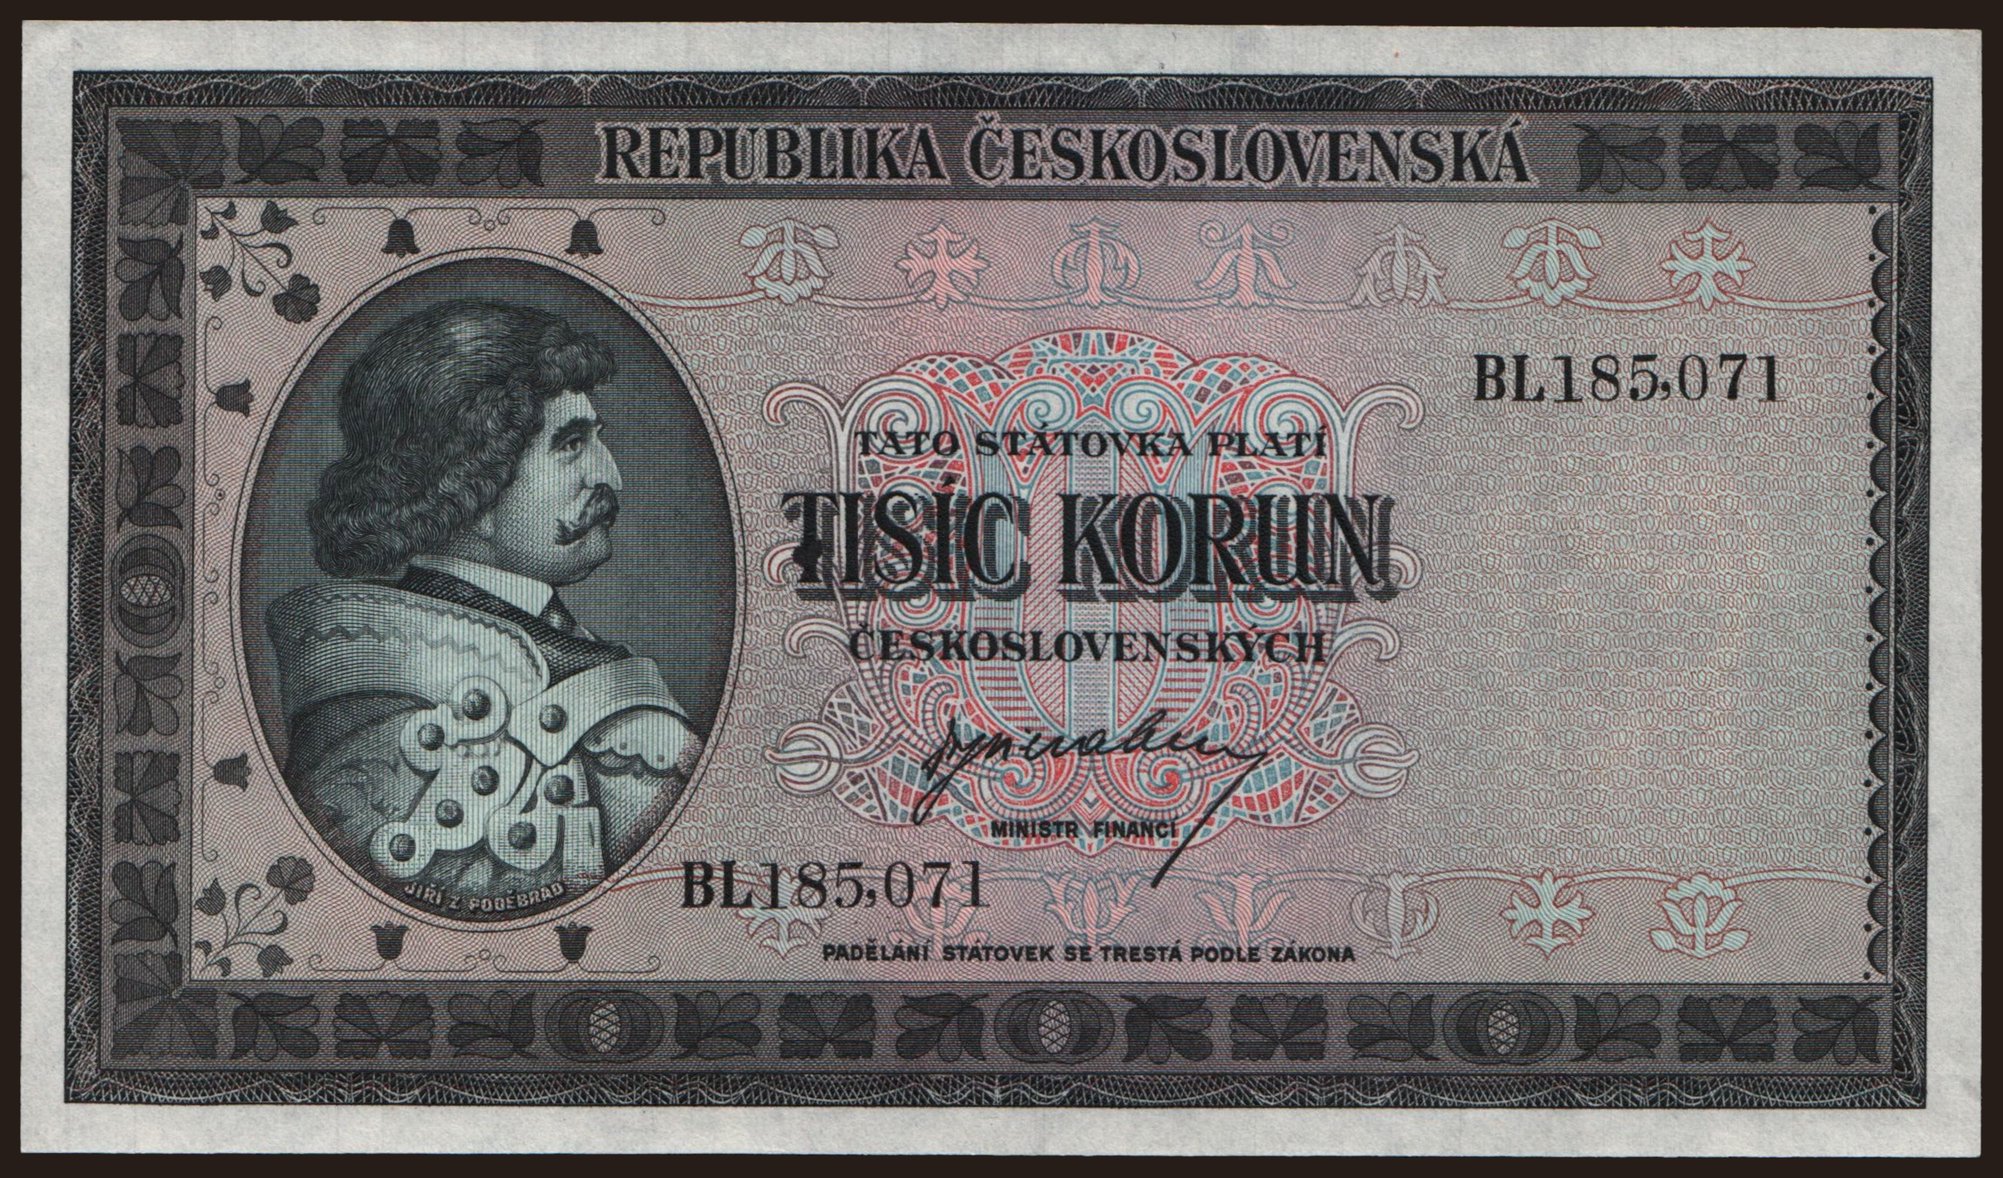 REPUBLIKA ČESKOSLOVENSKÁ
BL185,071
TATO STÁTOVKA PLATÍ
TISÍC KORUN
ČESKOSLOVENSKÝCH
MINISTR FINANCÍ
BL185,071
JIŘÍ Z PODĚBRAD
PADĚLÁNÍ STÁTOVEK SE TRESTÁ PODLE ZÁKONA